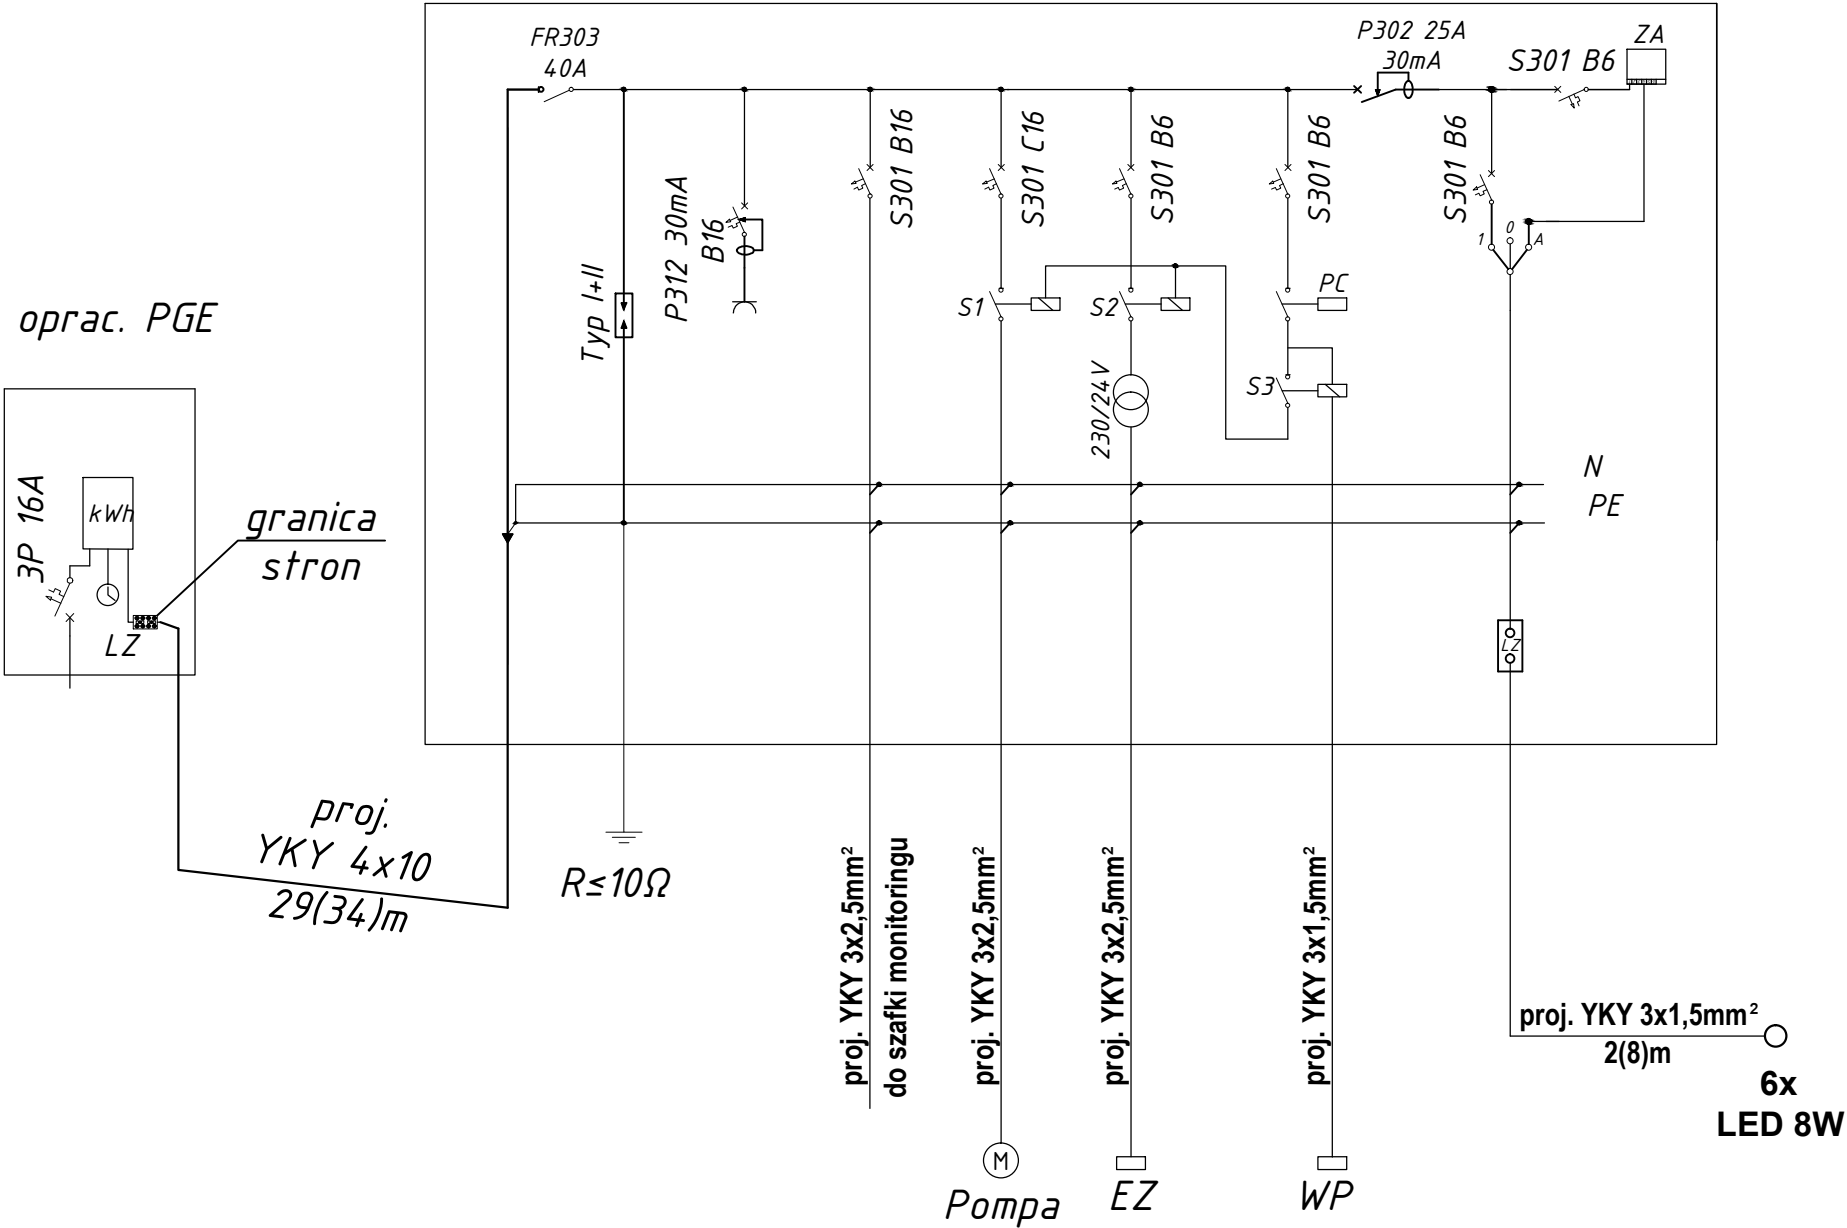 FR303
40A
P302 25A
30mA
S301 B6
ZA
S301 B16
S301 C16
S301 B6
S301 B6
S301 B6
P312 30mA
B16
Typ I+II
1
0
A
S1
S2
PC
S3
230/24V
oprac. PGE
3P 16A
kWh
LZ
granica
stron
N
PE
LZ
proj.
YKY 4x10
29(34)m
R≤10Ω
proj. YKY 3x2,5mm²
do szafki monitoringu
proj. YKY 3x2,5mm²
proj. YKY 3x2,5mm²
proj. YKY 3x1,5mm²
proj. YKY 3x1,5mm²
2(8)m
6x
LED 8W
M
Pompa
EZ
WP